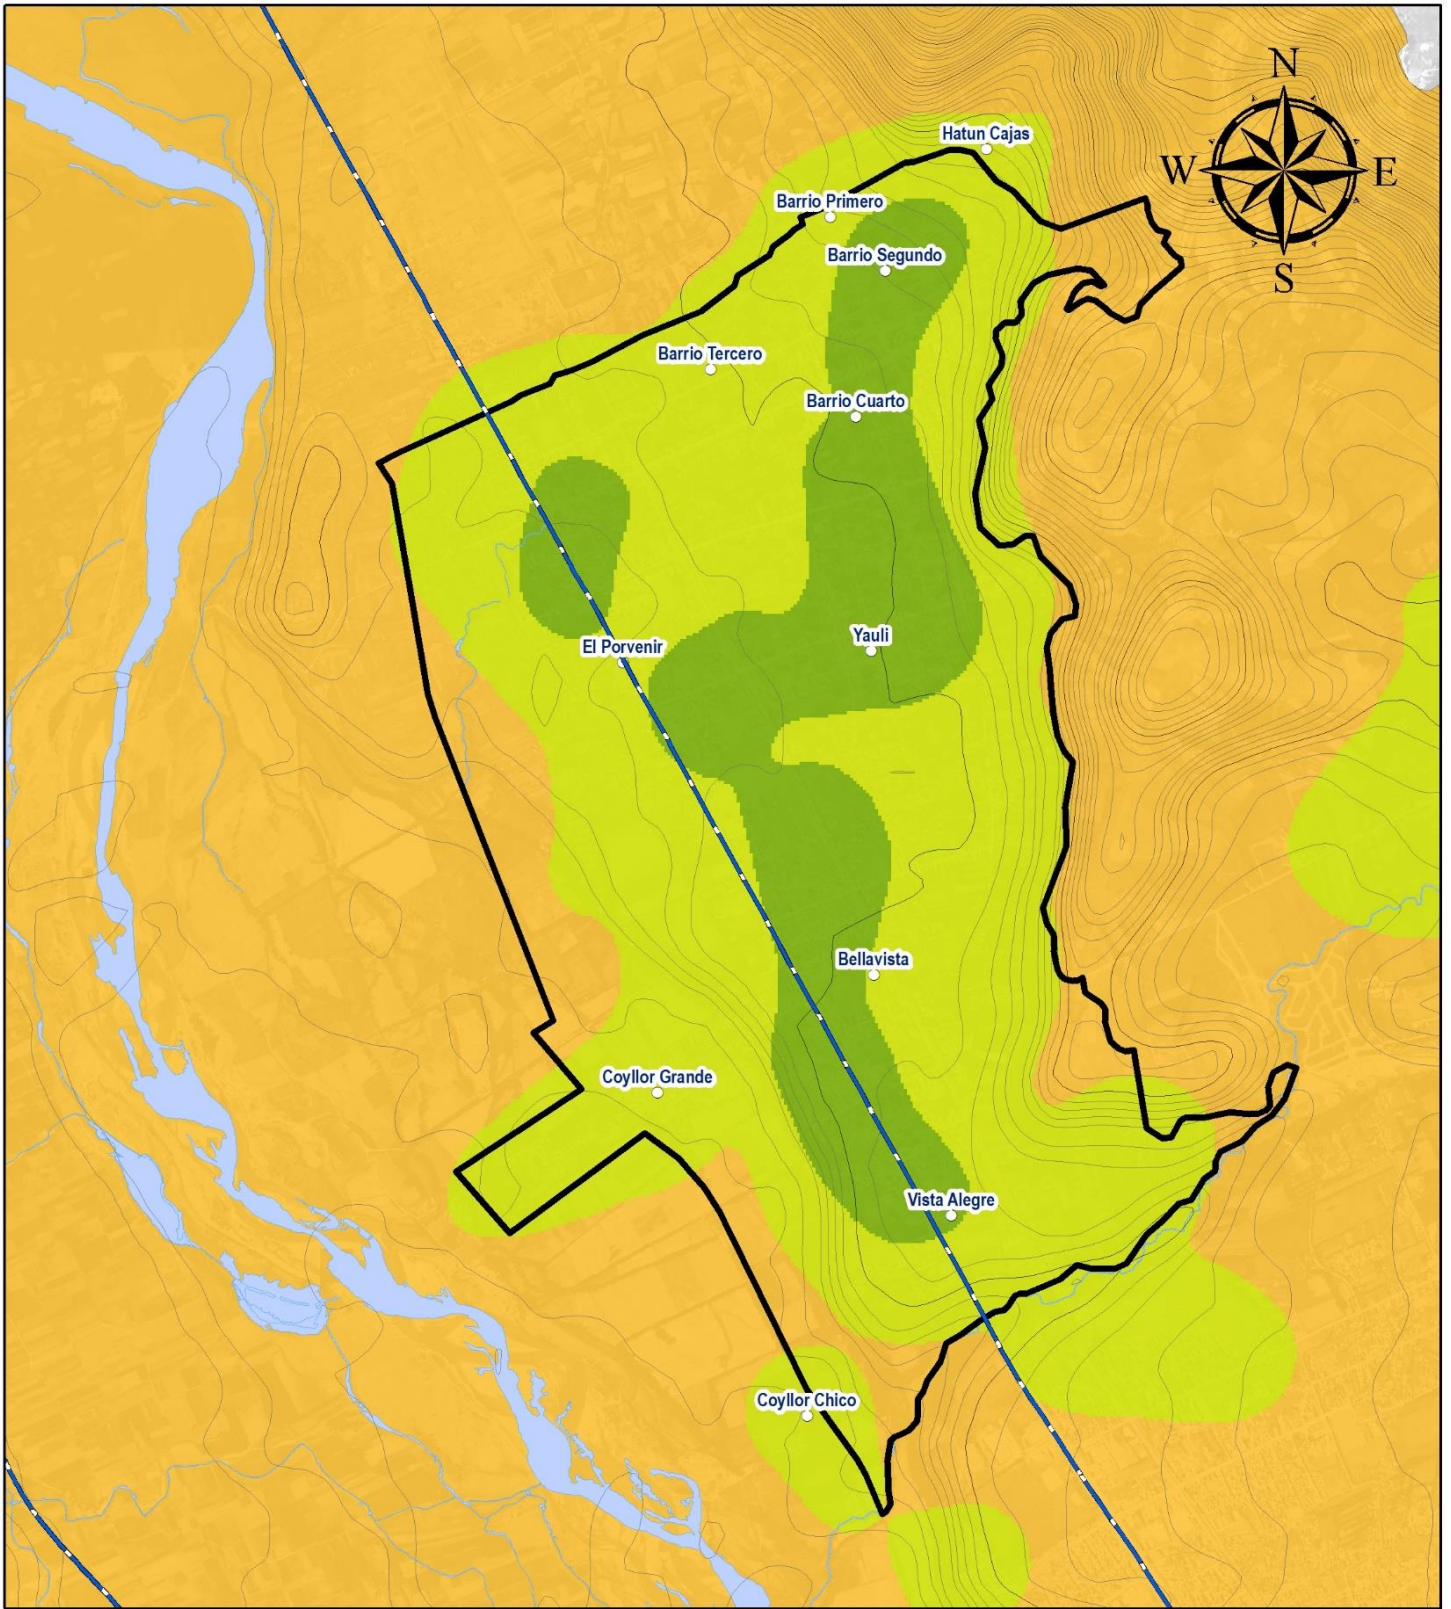 N
Hatun Cajas
W
E
Barrio Primero
Barrio Segundo
S
Barrio Tercero
Barrio Cuarto
Yauli
El Porvenir
Bellavista
Coyllor Grande
Vista Alegre
Coyllor Chico